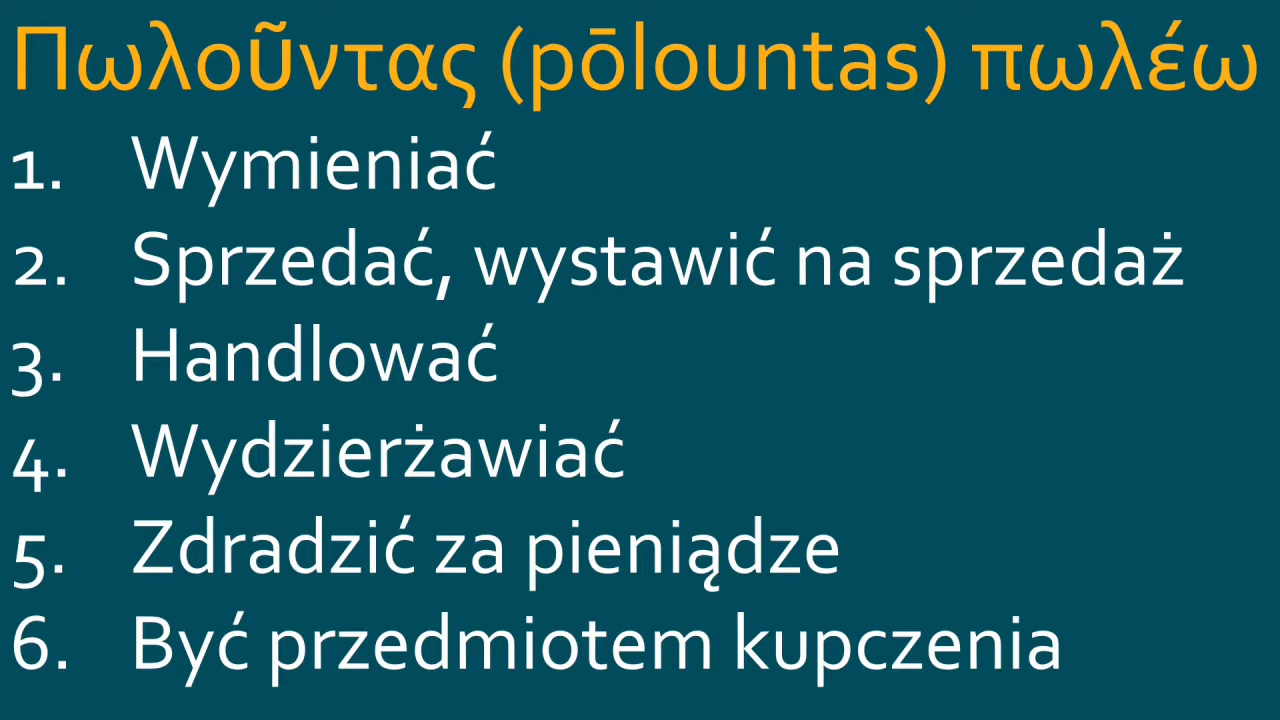 Πωλοῦντας (pōlountas) πωλέω
1. Wymieniać
2. Sprzedać, wystawić na sprzedaż
3. Handlować
4. Wydzierżawiać
5. Zdradzić za pieniądze
6. Być przedmiotem kupczenia